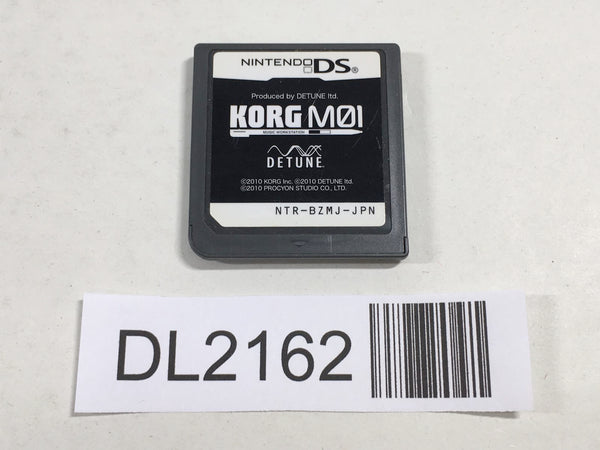 NINTENDO DS®
Produced by DETUNE ltd.
KORG M01
MUSIC WORKSTATION
DETUNE
©2010 KORG Inc. ©2010 DETUNE ltd.
©2010 PROCYON STUDIO CO., LTD.
NTR-BZMJ-JPN
DL2162